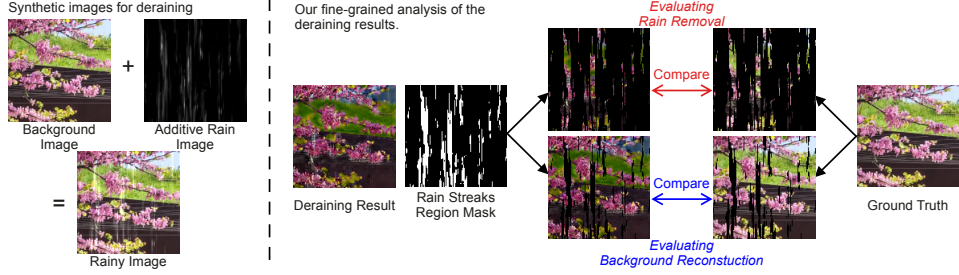 Synthetic images for deraining
+
Background
Image
Additive Rain
Image
=
Rainy Image
Our fine-grained analysis of the
deraining results.
Deraining Result
Rain Streaks
Region Mask
Evaluating
Rain Removal
Compare
Compare
Evaluating
Background Reconstuction
Ground Truth